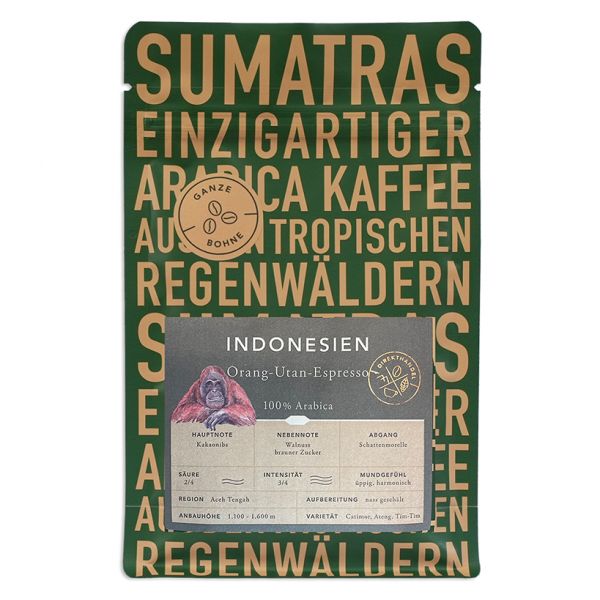 SUMATRAS
EINZIGARTIGER
ARABICA KAFFEE
GANZE
BOHNE
TROPISCHEN
REGENWÄLDERN
SUMATRAS
INDONESIEN
Orang-Utan-Espresso
DIREKTHANDEL
100% Arabica
HAUPTNOTE
Kakaonibs
NEBENNOTE
Walnuss
brauner Zucker
ABGANG
Schattenmorelle
SÄURE
2/4
INTENSITÄT
3/4
MUNDGEFÜHL
üppig, harmonisch
REGION Aceh Tengah
AUFBEREITUNG nass geschält
ANBAUHÖHE 1.100 - 1.600 m
VARIETÄT Catimor, Ateng, Tim-Tim
REGENWÄLDERN